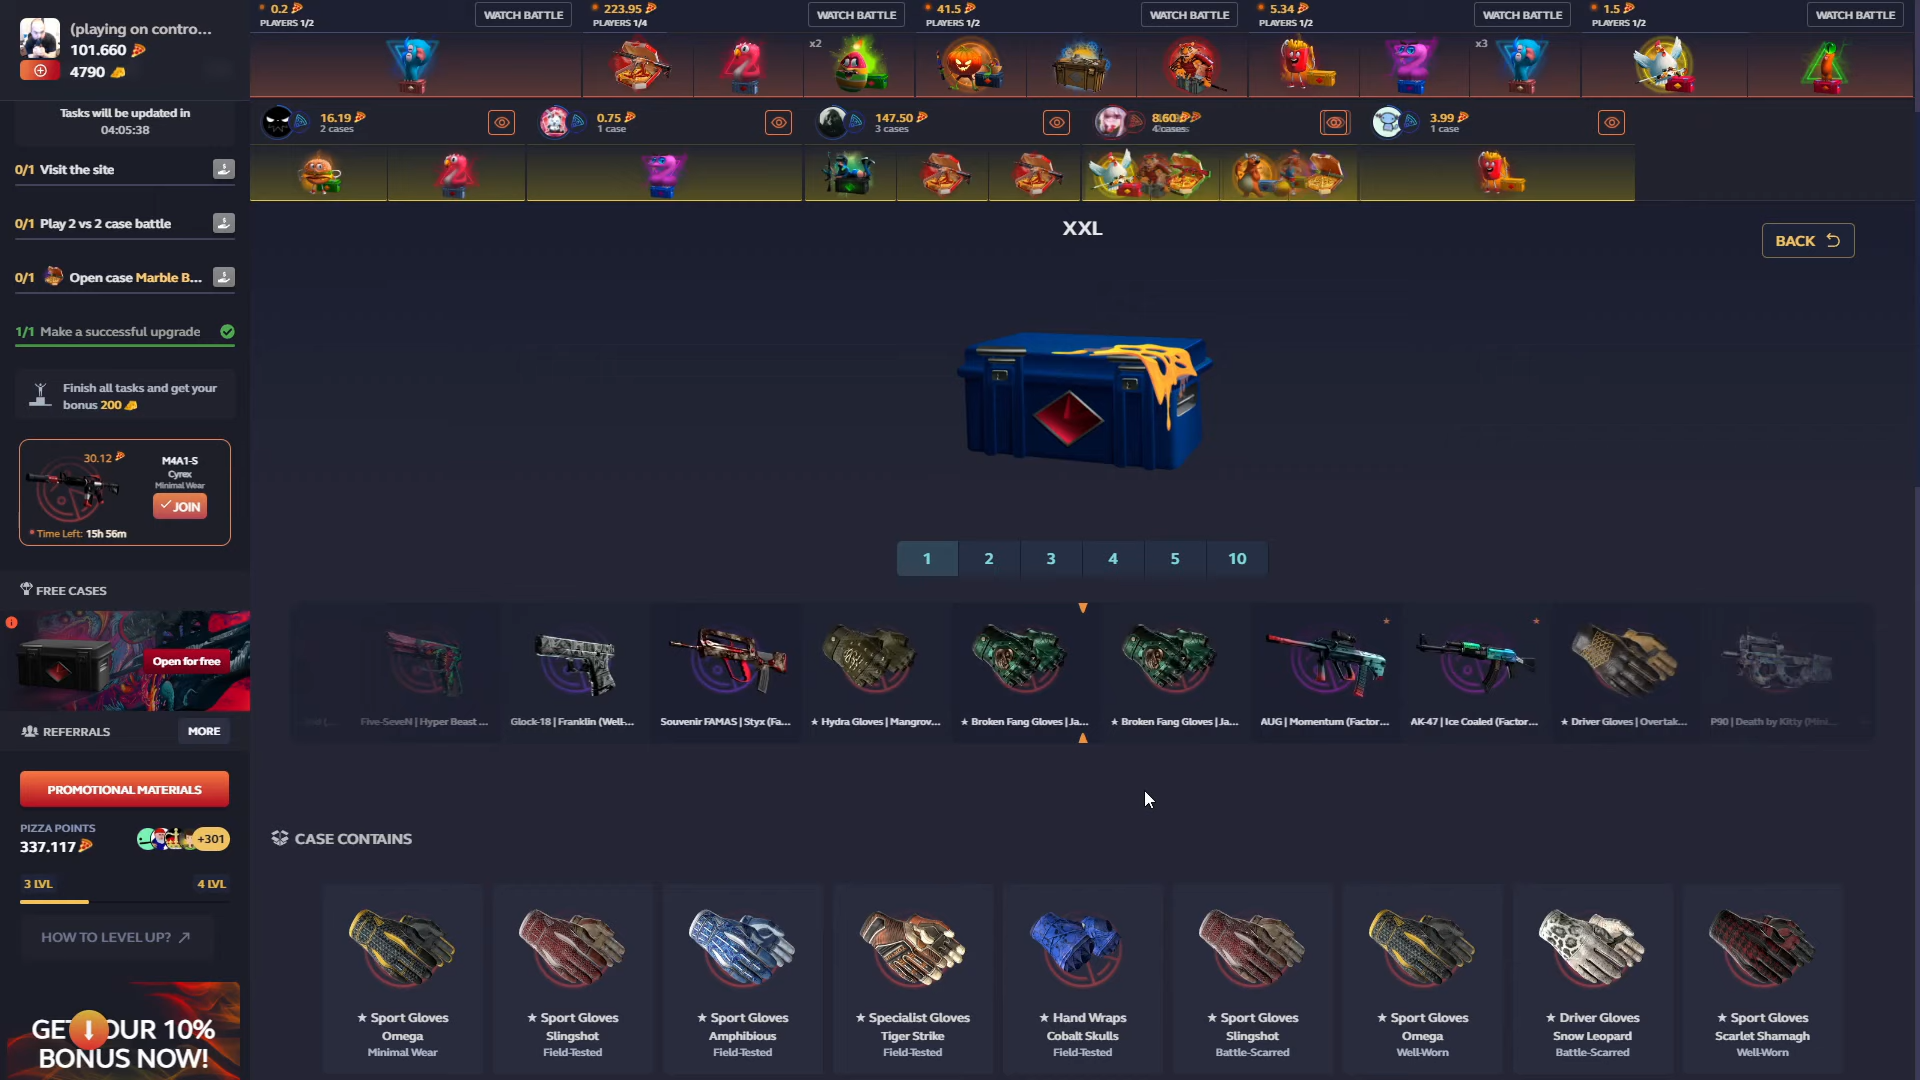 (playing on contro...
101.660
4790
Tasks will be updated in
04:05:38
0/1 Visit the site
0/1 Play 2 vs 2 case battle
0/1 Open case Marble B...
1/1 Make a successful upgrade
Finish all tasks and get your
bonus 200
30.12
M4A1-S
Cyrex
Minimal Wear
JOIN
Time Left: 15h 56m
FREE CASES
Open for free
REFERRALS
MORE
PROMOTIONAL MATERIALS
PIZZA POINTS
337.117
+301
3 LVL
4 LVL
HOW TO LEVEL UP?
BONUS NOW!
0.2
PLAYERS 1/2
WATCH BATTLE
223.95
PLAYERS 1/4
WATCH BATTLE
41.5
PLAYERS 1/2
WATCH BATTLE
5.34
PLAYERS 1/2
WATCH BATTLE
1.5
PLAYERS 1/2
WATCH BATTLE
x2
x3
16.19
2 cases
0.75
1 case
147.50
3 cases
3.99
1 case
XXL
BACK
1
2
3
4
5
10
Five-SeveN | Hyper Beast ...
Glock-18 | Franklin (Well-...
Souvenir FAMAS | Styx (Fa...
★ Hydra Gloves | Mangrov...
★ Broken Fang Gloves | Ja...
★ Broken Fang Gloves | Ja...
AUG | Momentum (Factor...
AK-47 | Ice Coaled (Factor...
★ Driver Gloves | Overtak...
P90 | Death by Kitty (Mini...
CASE CONTAINS
★ Sport Gloves
Omega
Minimal Wear
★ Sport Gloves
Slingshot
Field-Tested
★ Sport Gloves
Amphibious
Field-Tested
★ Specialist Gloves
Tiger Strike
Field-Tested
★ Hand Wraps
Cobalt Skulls
Field-Tested
★ Sport Gloves
Slingshot
Battle-Scarred
★ Sport Gloves
Omega
Well-Worn
★ Driver Gloves
Snow Leopard
Battle-Scarred
★ Sport Gloves
Scarlet Shamagh
Well-Worn